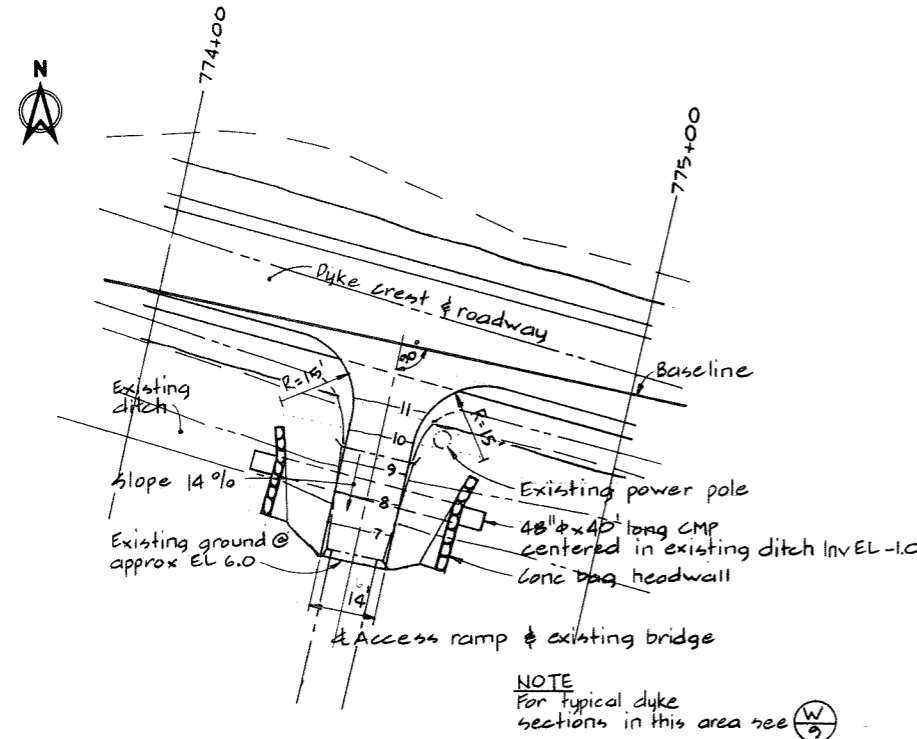 774+00
N
775+00
Dyke crest & roadway
90°
Baseline
R=15'
R=15'
Existing
ditch
11
10
9
8
7
Slope 14%
Existing power pole
48"φx40' long CMP
centered in existing ditch Inv EL -1.0
Conc bag headwall
Existing ground @
approx EL 6.0
14'
℄ Access ramp & existing bridge
NOTE
For typical dyke
sections in this area see W
9